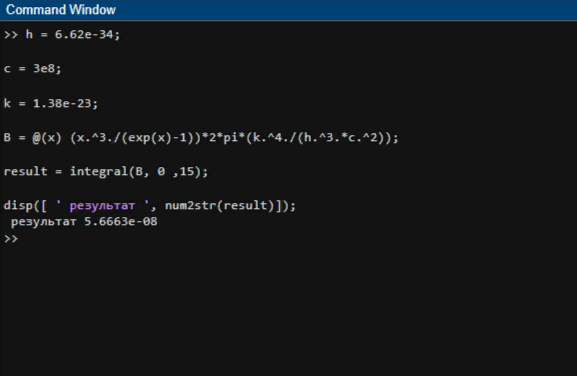 Command Window
>> h = 6.62e-34;
c = 3e8;
k = 1.38e-23;
B = @(x) (x.^3./(exp(x)-1))*2*pi*(k.^4./(h.^3.*c.^2));
result = integral(B, 0 ,15);
disp([ ' результат ', num2str(result)]);
результат 5.6663e-08
>>